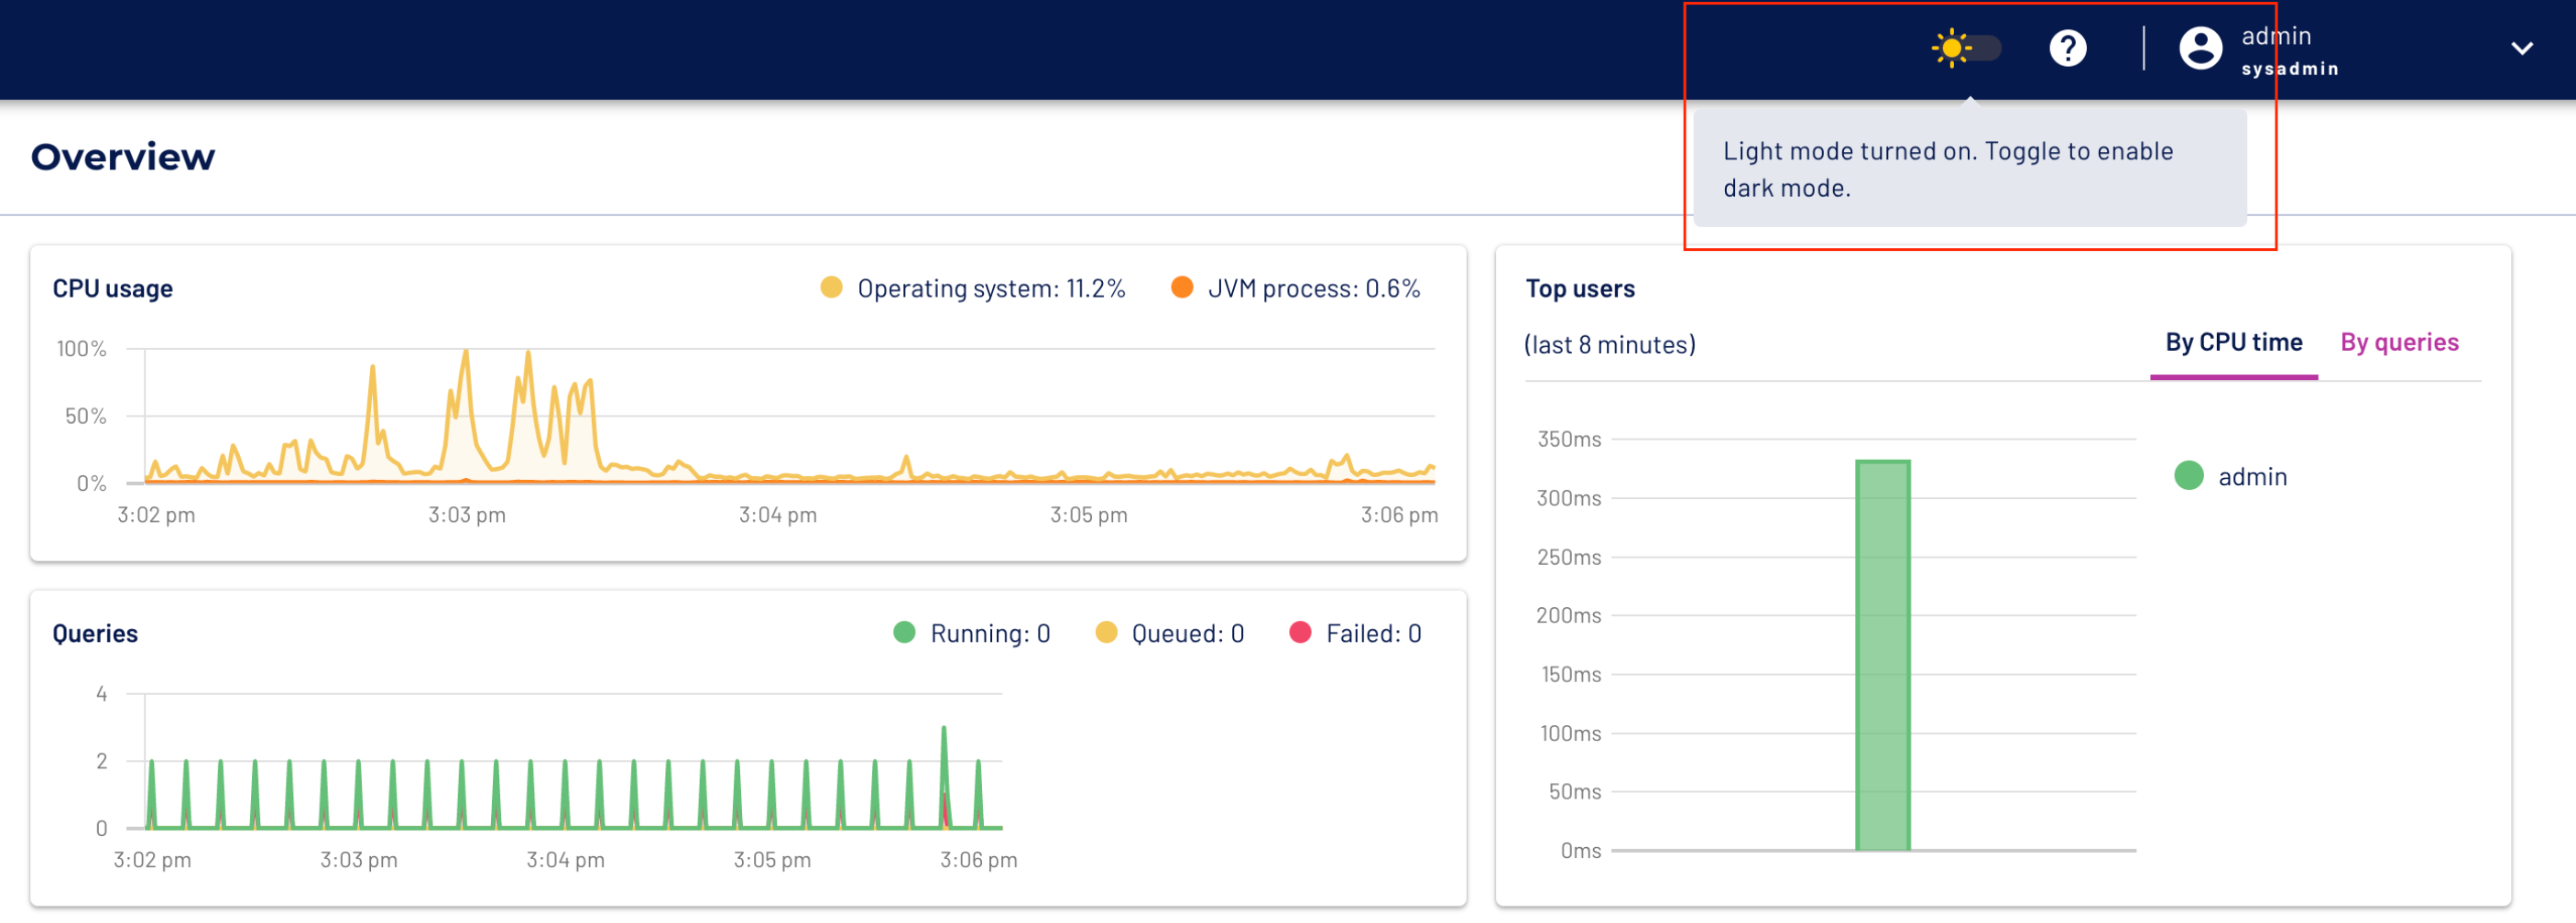 ?
admin
sysadmin
Light mode turned on. Toggle to enable
dark mode.
Overview
CPU usage
Operating system: 11.2%
JVM process: 0.6%
100%
50%
0%
3:02 pm
3:03 pm
3:04 pm
3:05 pm
3:06 pm
Queries
Running: 0
Queued: 0
Failed: 0
4
2
0
3:02 pm
3:03 pm
3:04 pm
3:05 pm
3:06 pm
Top users
(last 8 minutes)
By CPU time
By queries
350ms
300ms
250ms
200ms
150ms
100ms
50ms
0ms
admin